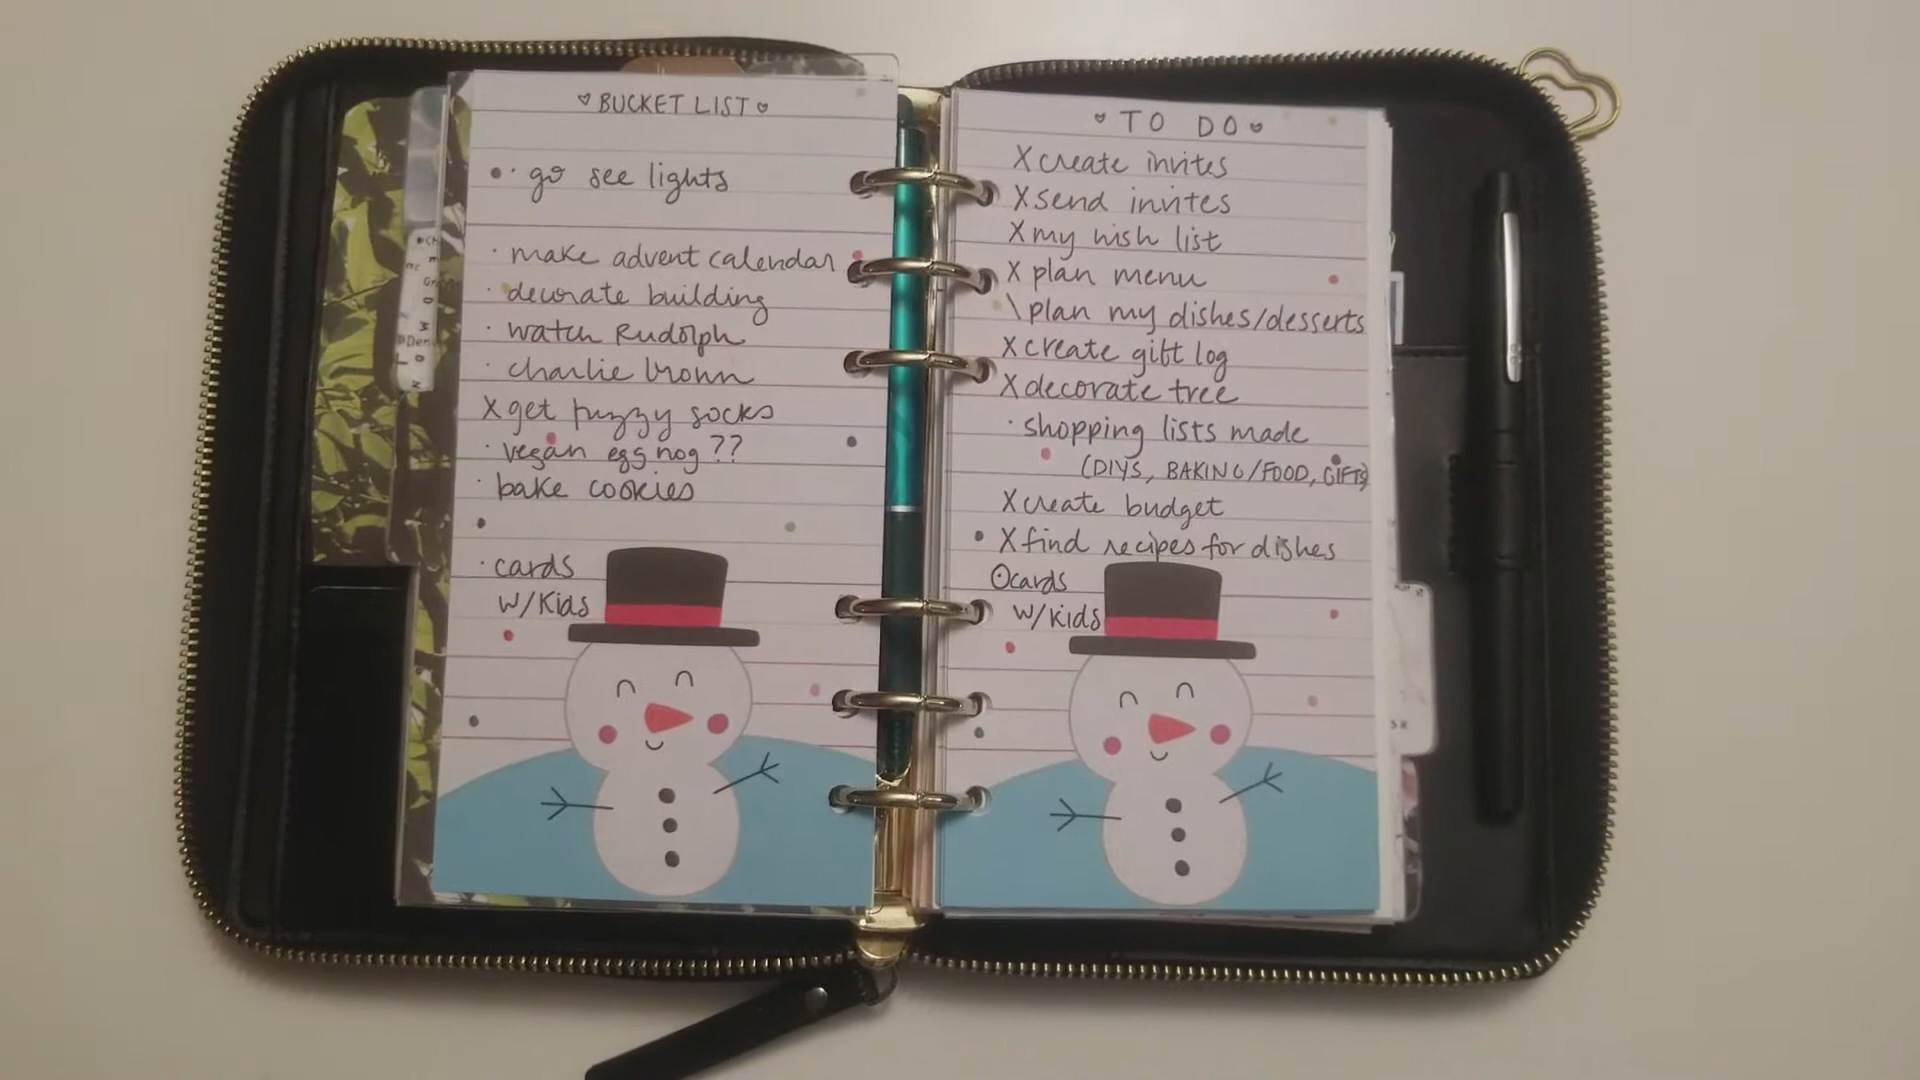 ♡ BUCKET LIST ♡
· go see lights
· make advent calendar
· decorate building
· watch Rudolph
· charlie brown
X get fuzzy socks
· vegan egg nog ??
· bake cookies
· cards
W/Kids
♡ TO DO ♡
X create invites
X send invites
X my wish list
X plan menu
\ plan my dishes/desserts
X create gift log
X decorate tree
· shopping lists made
(DIYS, BAKING/FOOD, GIFTS)
X create budget
X find recipes for dishes
⊙ cards
W/kids